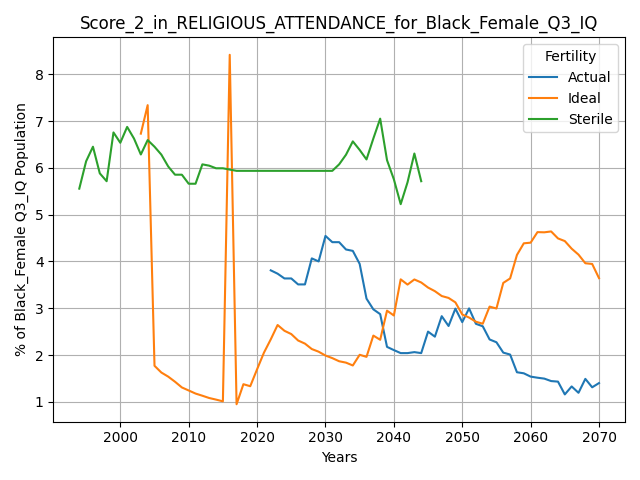 Score_2_in_RELIGIOUS_ATTENDANCE_for_Black_Female_Q3_IQ
Fertility
Actual
Ideal
Sterile
% of Black_Female Q3_IQ Population
8
7
6
5
4
3
2
1
2000 2010 2020 2030 2040 2050 2060 2070
Years